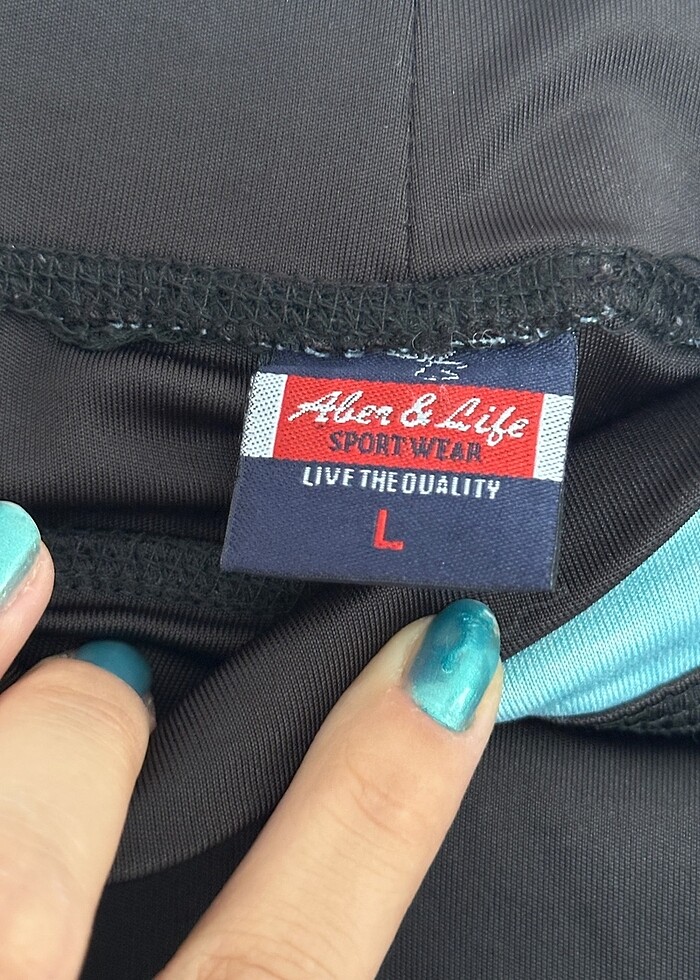 Aber & Life
SPORT WEAR
LIVE THE QUALITY
L